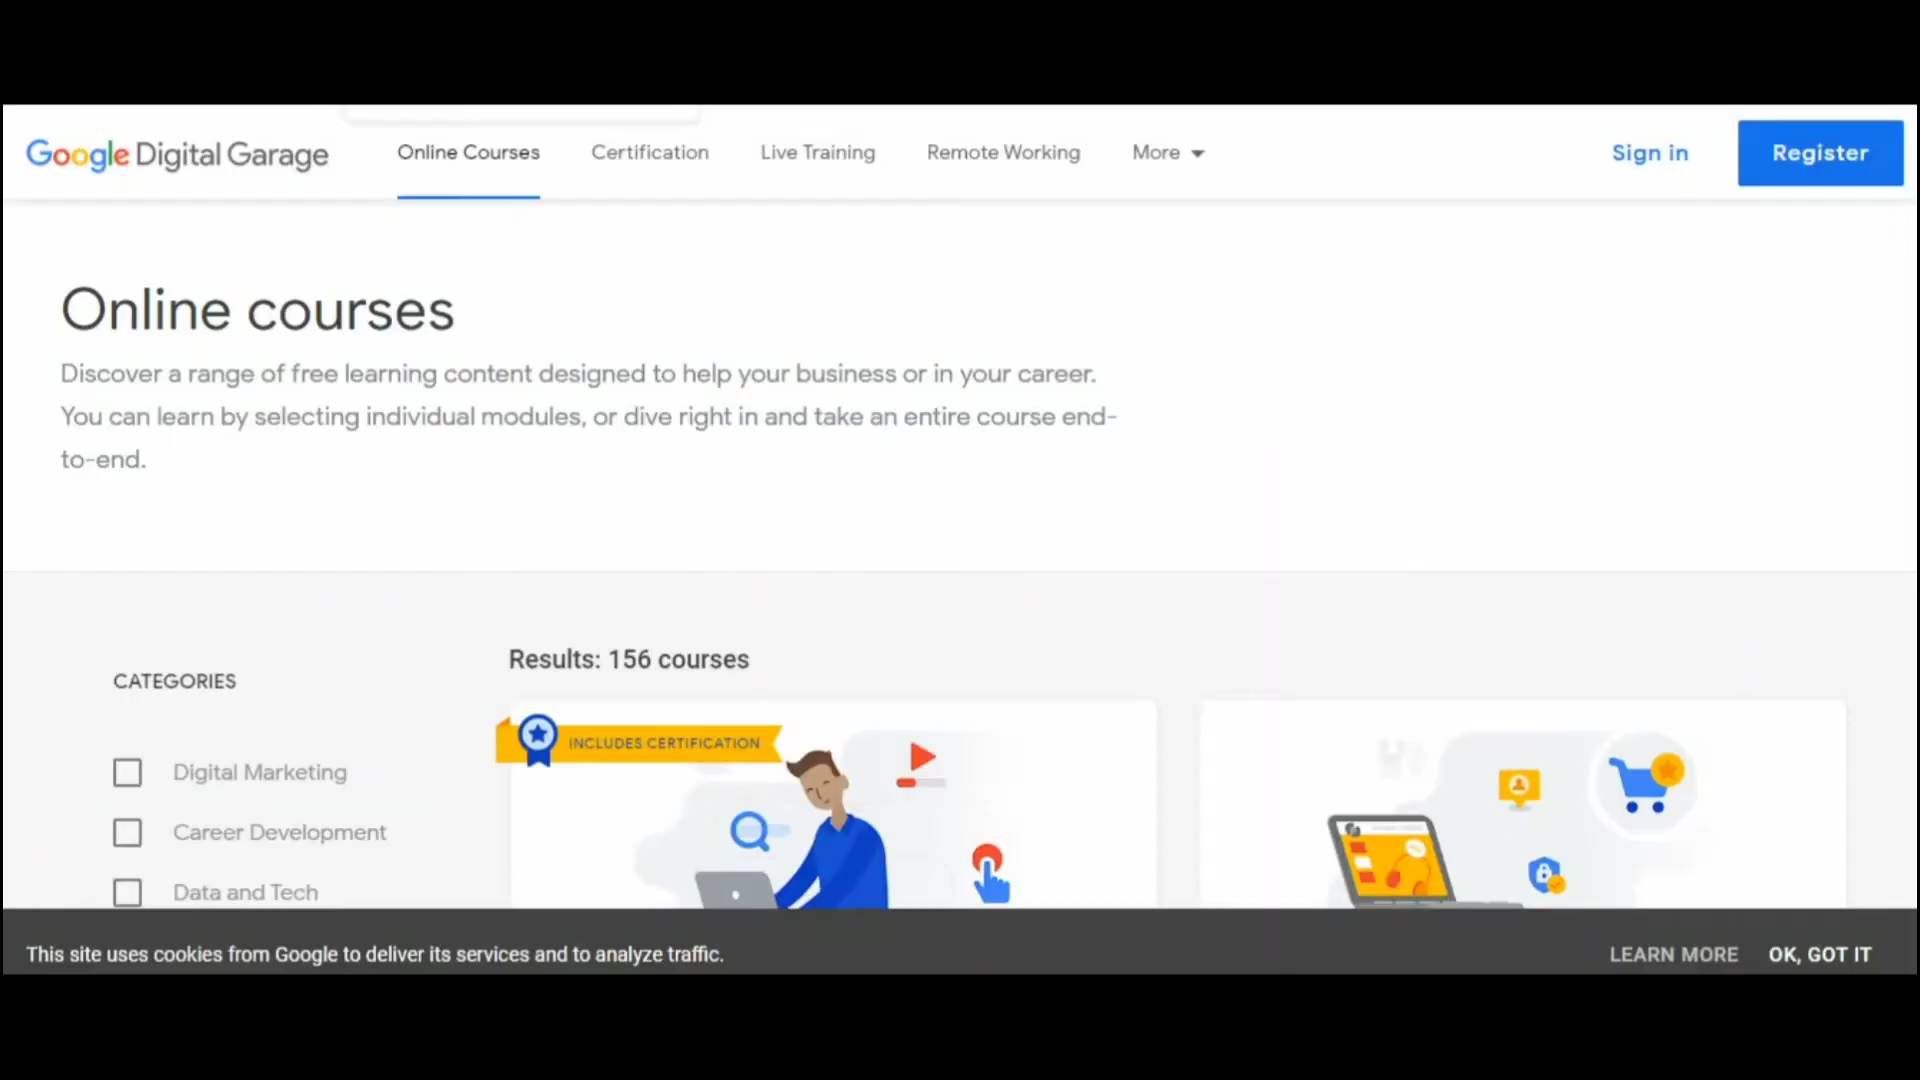 Google Digital Garage
Online Courses
Certification
Live Training
Remote Working
More
Sign in
Register
Online courses
Discover a range of free learning content designed to help your business or in your career.
You can learn by selecting individual modules, or dive right in and take an entire course end-
to-end.
CATEGORIES
Digital Marketing
Career Development
Data and Tech
Results: 156 courses
INCLUDES CERTIFICATION
This site uses cookies from Google to deliver its services and to analyze traffic.
LEARN MORE
OK, GOT IT